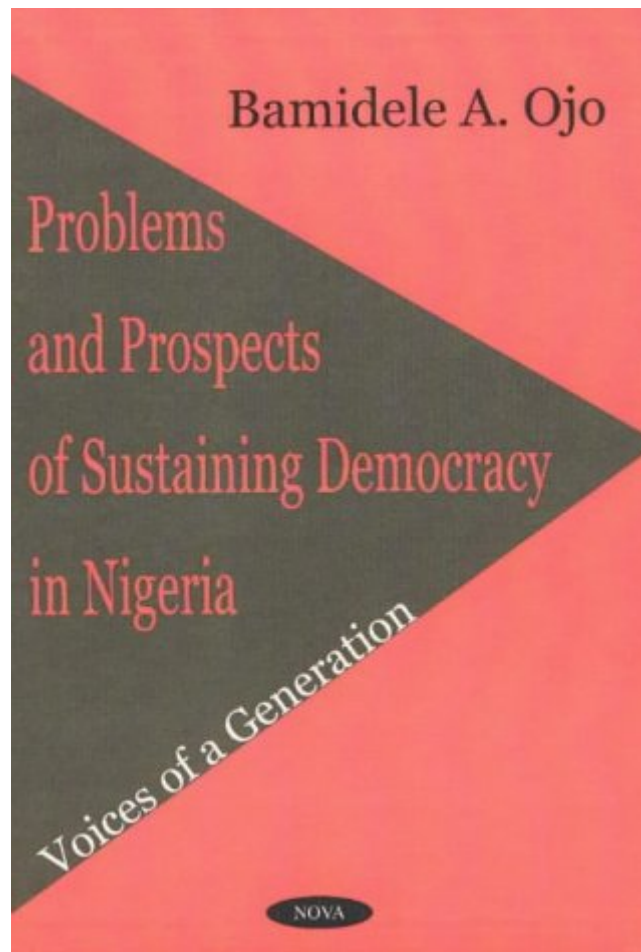 Bamidele A. Ojo
Problems
and Prospects
of Sustaining Democracy
in Nigeria
Voices of a Generation
NOVA